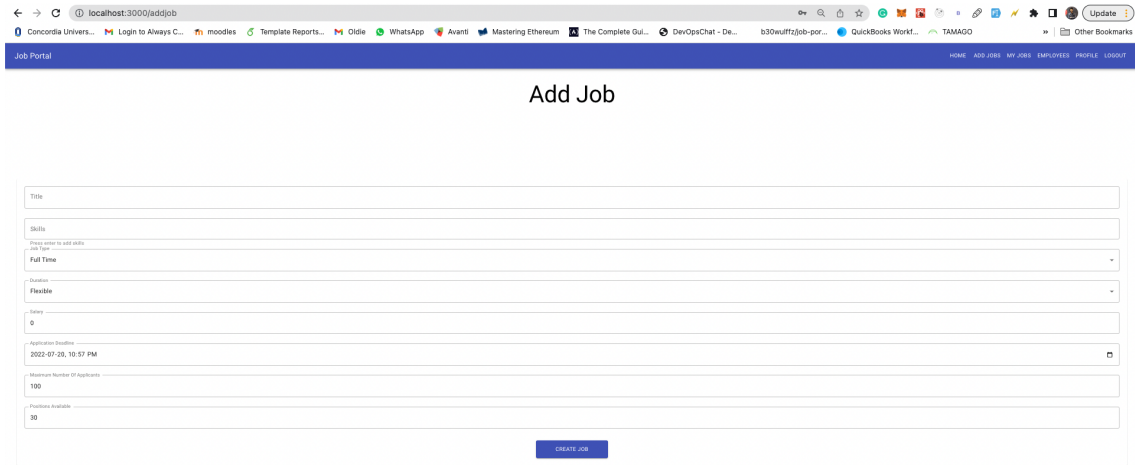 localhost:3000/addjob
Update
Concordia Univers... Login to Always C... moodles Template Reports... Oldie WhatsApp Avanti Mastering Ethereum The Complete Gui... DevOpsChat - De... b30wulffz/job-por... QuickBooks Workf... TAMAGO » Other Bookmarks
Job Portal HOME ADD JOBS MY JOBS EMPLOYEES PROFILE LOGOUT
Add Job
Title
Skills
Press enter to add skills
Job Type
Full Time
Duration
Flexible
Salary
0
Application Deadline
2022-07-28, 10:57 PM
Maximum Number Of Applicants
100
Positions Available
30
CREATE JOB